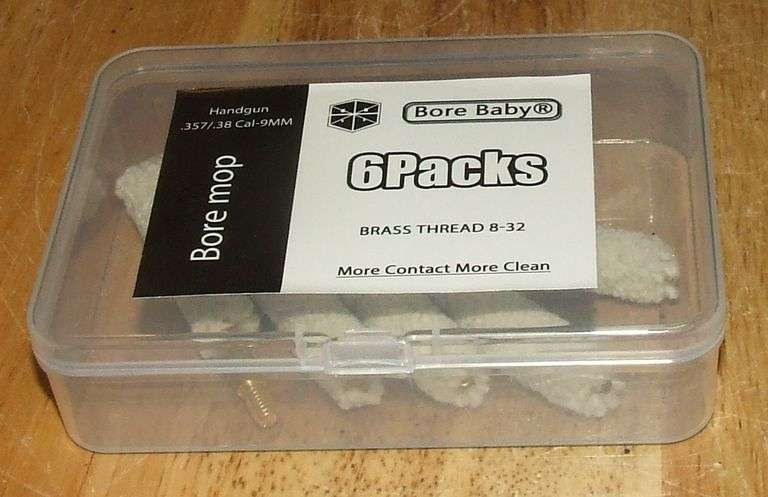 Handgun
.357/.38 Cal-9MM
Bore mop
Bore Baby®
6Packs
BRASS THREAD 8-32
More Contact More Clean